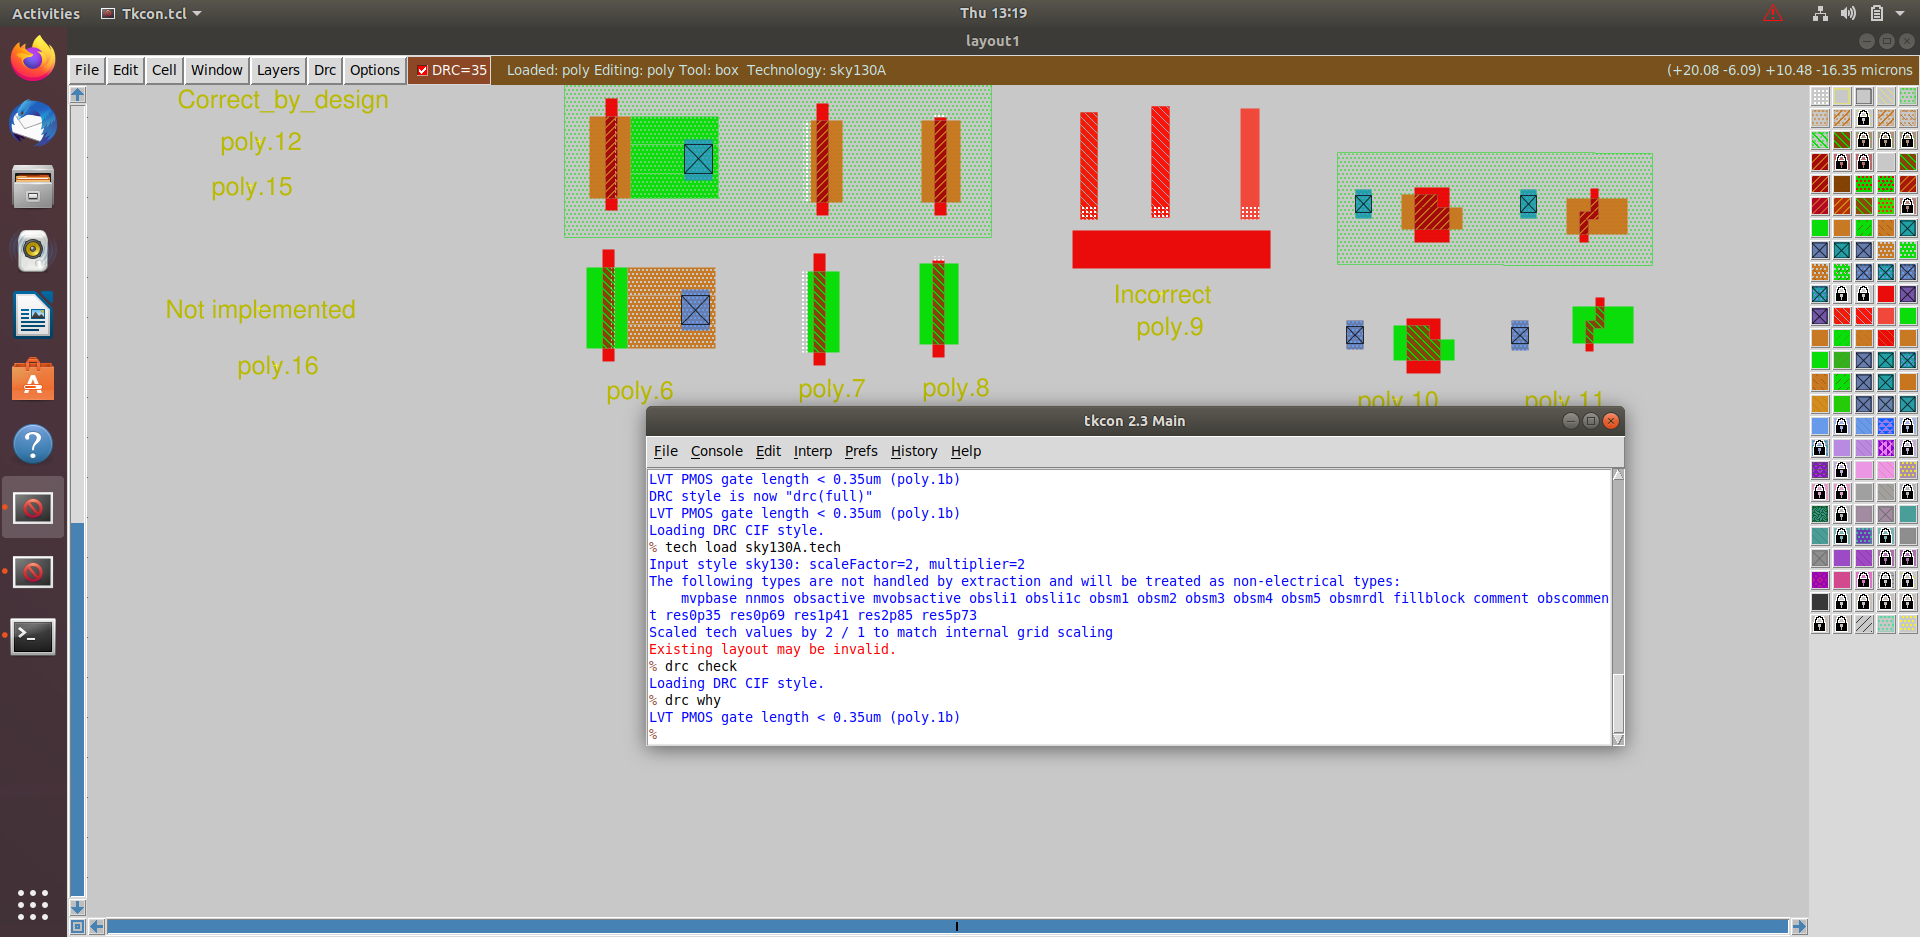 Activities
Tkcon.tcl
Thu 13:19
layout1
File Edit Cell Window Layers Drc Options DRC=35 Loaded: poly Editing: poly Tool: box Technology: sky130A (+20.08 -6.09) +10.48 -16.35 microns
Correct_by_design
poly.12
poly.15
Not implemented
poly.16
poly.6
poly.7
poly.8
Incorrect
poly.9
poly.10
poly.11
tkcon 2.3 Main
File Console Edit Interp Prefs History Help
LVT PMOS gate length < 0.35um (poly.1b)
DRC style is now "drc(full)"
LVT PMOS gate length < 0.35um (poly.1b)
Loading DRC CIF style.
% tech load sky130A.tech
Input style sky130: scaleFactor=2, multiplier=2
The following types are not handled by extraction and will be treated as non-electrical types:
mvpbase nnmos obsactive mvobsactive obsli1 obsli1c obsm1 obsm2 obsm3 obsm4 obsm5 obsmrdl fillblock comment obscommen
t res0p35 res0p69 res1p41 res2p85 res5p73
Scaled tech values by 2 / 1 to match internal grid scaling
Existing layout may be invalid.
% drc check
Loading DRC CIF style.
% drc why
LVT PMOS gate length < 0.35um (poly.1b)
%